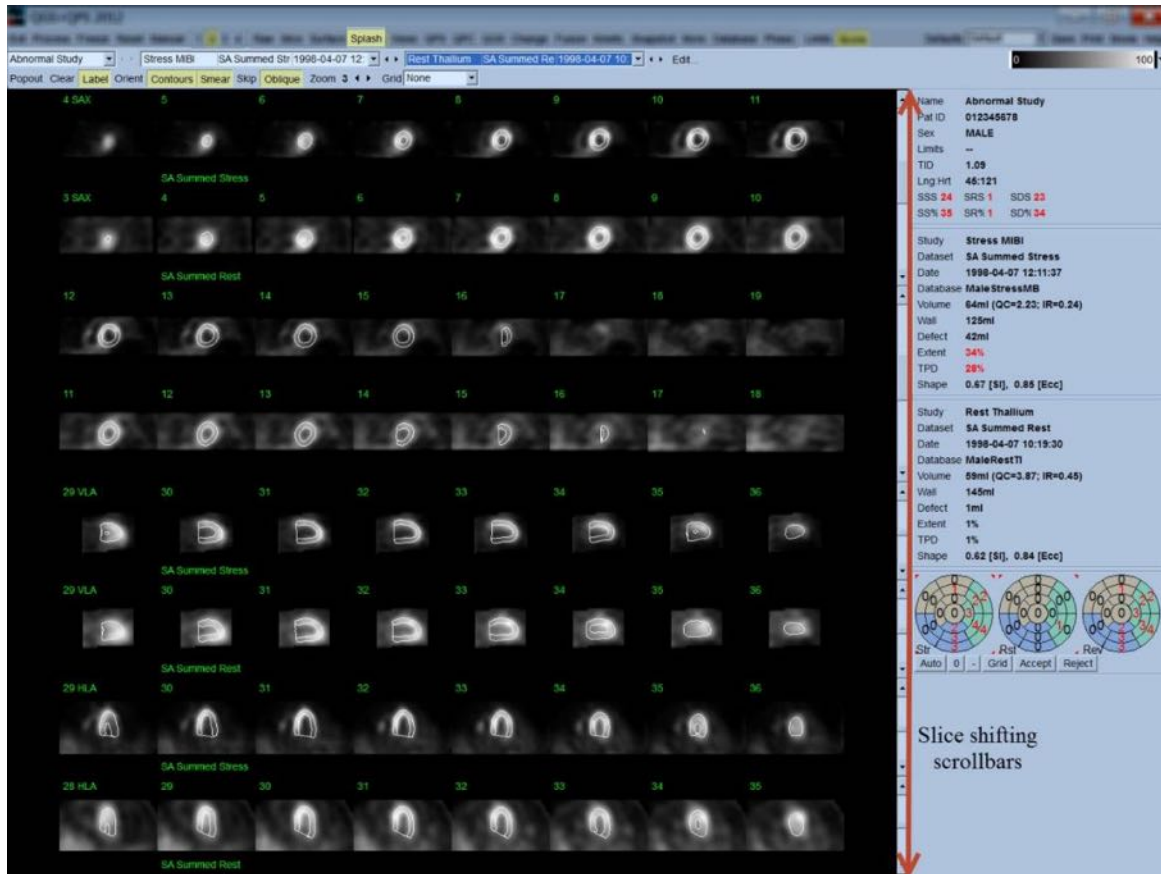 QGS+QPS 2012
Splash
Abnormal Study Stress MIBI SA Summed Str 1998-04-07 12: Rest Thallium SA Summed Re 1998-04-07 10: Edit...
0 100
Popout Clear Label Orient Contours Smear Skip Oblique Zoom 3 Grid None
4 SAX 5 6 7 8 9 10 11
SA Summed Stress
3 SAX 4 5 6 7 8 9 10
SA Summed Rest
12 13 14 15 16 17 18 19
11 12 13 14 15 16 17 18
29 VLA 30 31 32 33 34 35 36
SA Summed Stress
29 VLA 30 31 32 33 34 35 36
SA Summed Rest
29 HLA 30 31 32 33 34 35 36
SA Summed Stress
28 HLA 29 30 31 32 33 34 35
SA Summed Rest
Name Abnormal Study
Pat ID 012345678
Sex MALE
Limits --
TID 1.09
Lng:Hrt 45:121
SSS 24 SRS 1 SDS 23
SS% 35 SR% 1 SD% 34
Study Stress MIBI
Dataset SA Summed Stress
Date 1998-04-07 12:11:37
Database MaleStressMB
Volume 64ml (QC=2.23; IR=0.24)
Wall 125ml
Defect 42ml
Extent 34%
TPD 28%
Shape 0.67 [SI], 0.85 [Ecc]
Study Rest Thallium
Dataset SA Summed Rest
Date 1998-04-07 10:19:30
Database MaleRestTl
Volume 59ml (QC=3.87; IR=0.45)
Wall 145ml
Defect 1ml
Extent 1%
TPD 1%
Shape 0.62 [SI], 0.84 [Ecc]
Str Rst Rev
Auto 0 - Grid Accept Reject
Slice shifting
scrollbars